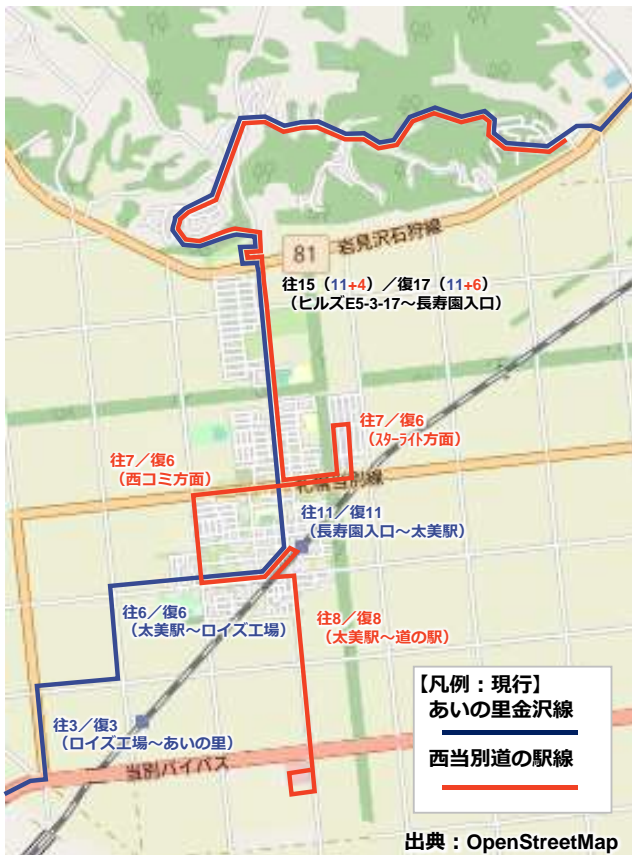 岩見沢石狩線
81
往15（11+4）／復17（11+6）
（ヒルズE5-3-17～長寿園入口）
往7／復6
（スターライト方面）
往7／復6
（西コミ方面）
札幌当別線
往11／復11
（長寿園入口～太美駅）
往6／復6
（太美駅～ロイズ工場）
往8／復8
（太美駅～道の駅）
往3／復3
（ロイズ工場～あいの里）
当別バイパス
【凡例：現行】
あいの里金沢線
西当別道の駅線
出典：OpenStreetMap